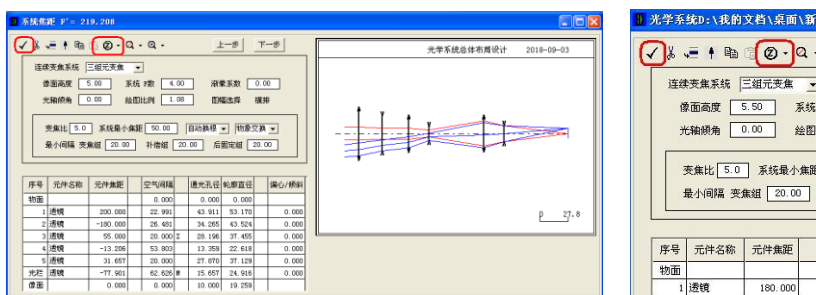 系统焦距 F'= 219.208
上一步 下一步
连续变焦系统 三组元变焦
像面高度 5.00 系统 F数 4.00 渐晕系数 0.00
光轴倾角 0.00 绘图比例 1.08 图幅选择 横排
变焦比 5.0 系统最小焦距 50.00 自动换根 物象交换
最小间隔 变焦组 20.00 补偿组 20.00 后固定组 20.00
序号 元件名称 元件焦距 空气间隔 通光孔径 轮廓直径 偏心/倾斜
物面 0.000 0.000 0.000
1 透镜 200.000 22.991 43.911 53.170 0.000
2 透镜 -180.000 26.481 34.265 43.524 0.000
3 透镜 55.000 20.000 Z 28.196 37.455 0.000
4 透镜 -13.206 53.803 13.359 22.618 0.000
5 透镜 31.657 20.000 27.870 37.129 0.000
光栏 透镜 -77.901 62.626 M 15.657 24.916 0.000
像面 0.000 0.000 10.000 19.259
光学系统总体布局设计 2018-09-03
0 27.8
光学系统D:\我的文档\桌面\新
连续变焦系统 三组元变焦
像面高度 5.50 系统
光轴倾角 0.00 绘图
变焦比 5.0 系统最小焦
最小间隔 变焦组 20.00
序号 元件名称 元件焦距
物面
1 透镜 180.000